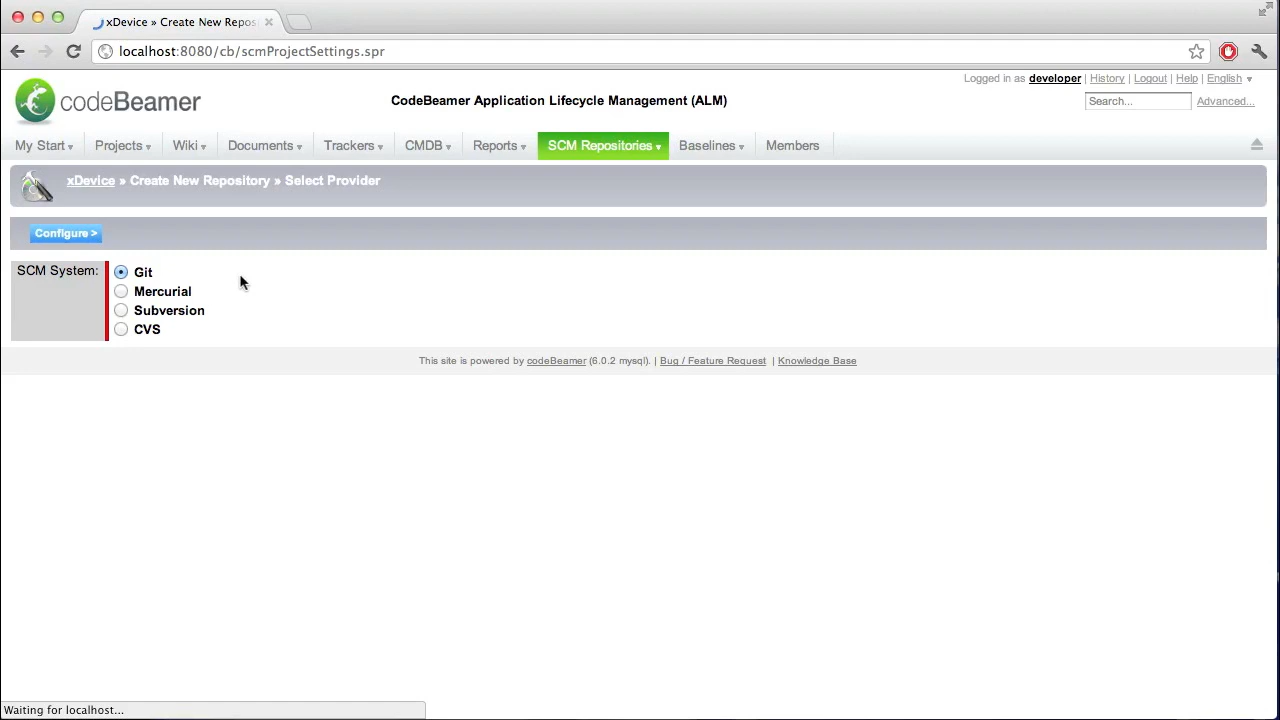 xDevice » Create New Repos
localhost:8080/cb/scmProjectSettings.spr
Logged in as developer | History | Logout | Help | English
codeBeamer
CodeBeamer Application Lifecycle Management (ALM)
Search... Advanced...
My Start Projects Wiki Documents Trackers CMDB Reports SCM Repositories Baselines Members
xDevice » Create New Repository » Select Provider
Configure >
SCM System: Git
Mercurial
Subversion
CVS
This site is powered by codeBeamer (6.0.2 mysql). | Bug / Feature Request | Knowledge Base
Waiting for localhost...